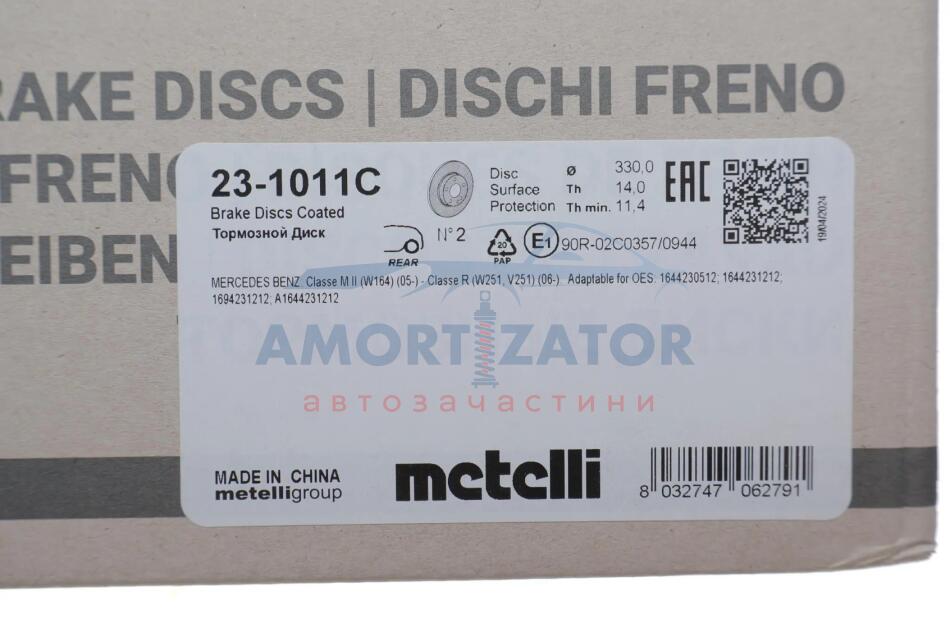 RAKE DISCS | DISCHI FRENO
FREN
EIBEN
23-1011C
Brake Discs Coated
Тормозной Диск
REAR
N° 2
Disc Ø 330,0
Surface Th 14,0
Protection Th min. 11,4
EAC
19/04/2024
20
PAP
E1 90R-02C0357/0944
MERCEDES BENZ: Classe M II (W164) (05-) - Classe R (W251, V251) (06-). Adaptable for OES: 1644230512; 1644231212;
1694231212; A1644231212
AMORTIZATOR
автозачастини
MADE IN CHINA
metelligroup
metelli
8 032747 062791